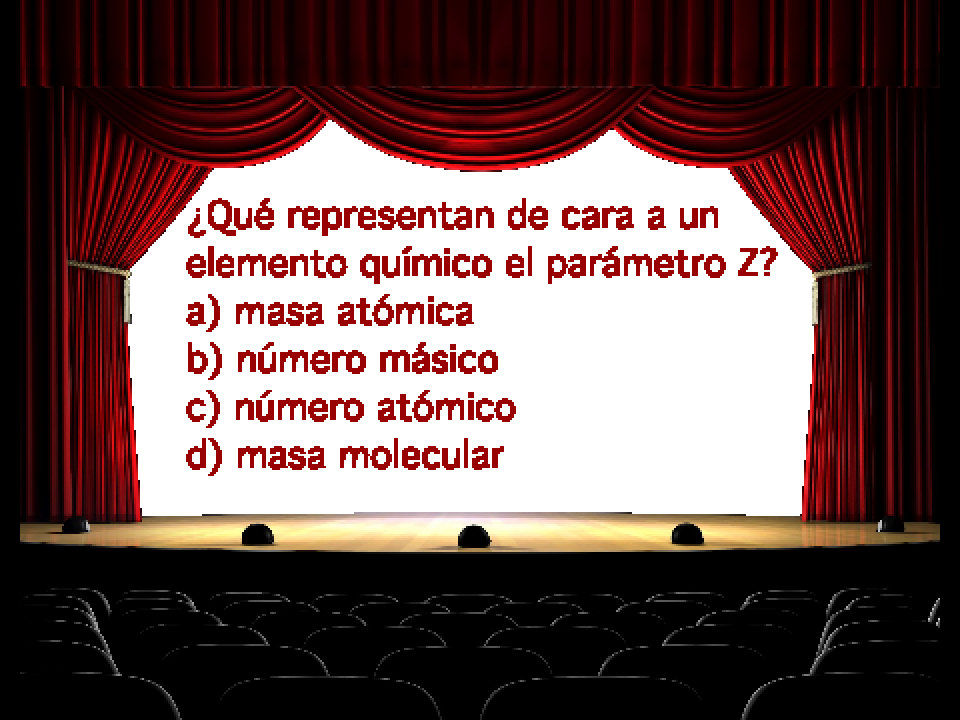 ¿Qué representan de cara a un
elemento químico el parámetro Z?
a) masa atómica
b) número másico
c) número atómico
d) masa molecular